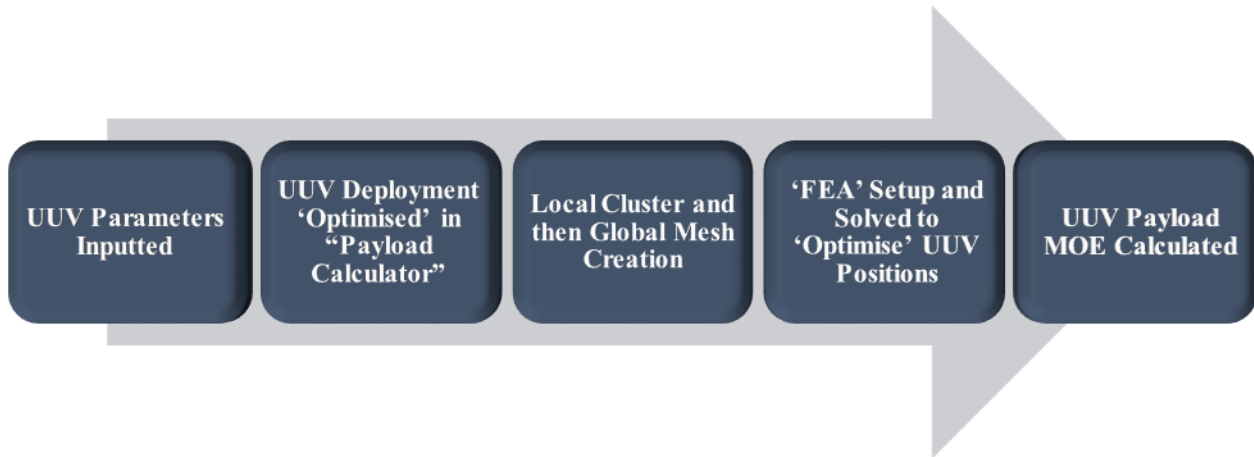 UUV Parameters
Inputted
UUV Deployment
‘Optimised’ in
“Payload
Calculator”
Local Cluster and
then Global Mesh
Creation
‘FEA’ Setup and
Solved to
‘Optimise’ UUV
Positions
UUV Payload
MOE Calculated